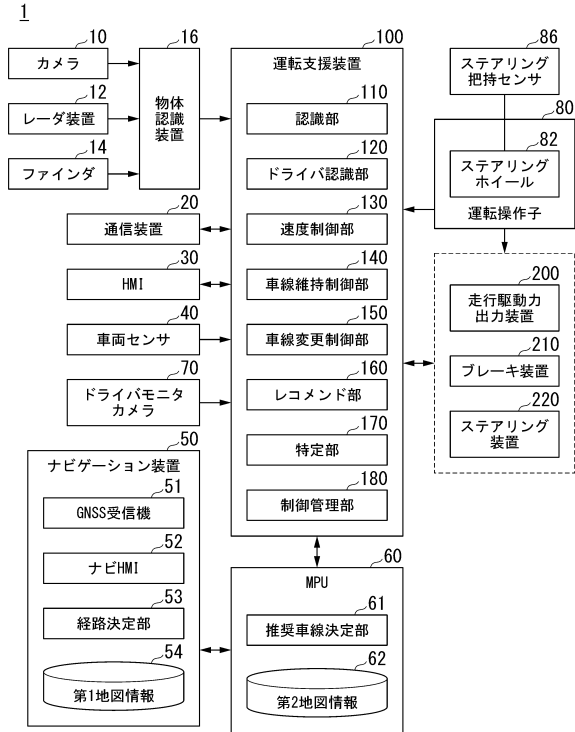 1
10
カメラ
12
レーダ装置
14
ファインダ
16
物体
認識
装置
20
通信装置
30
HMI
40
車両センサ
70
ドライバモニタ
カメラ
50
ナビゲーション装置
51
GNSS受信機
52
ナビHMI
53
経路決定部
54
第1地図情報
100
運転支援装置
110
認識部
120
ドライバ認識部
130
速度制御部
140
車線維持制御部
150
車線変更制御部
160
レコメンド部
170
特定部
180
制御管理部
60
MPU
61
推奨車線決定部
62
第2地図情報
86
ステアリング
把持センサ
80
82
ステアリング
ホイール
運転操作子
200
走行駆動力
出力装置
210
ブレーキ装置
220
ステアリング
装置